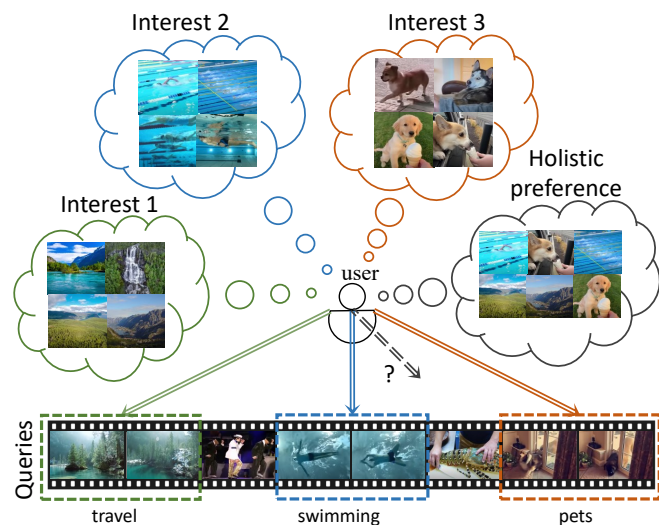 Interest 2
Interest 3
Holistic
preference
Interest 1
user
?
Queries
travel
swimming
pets